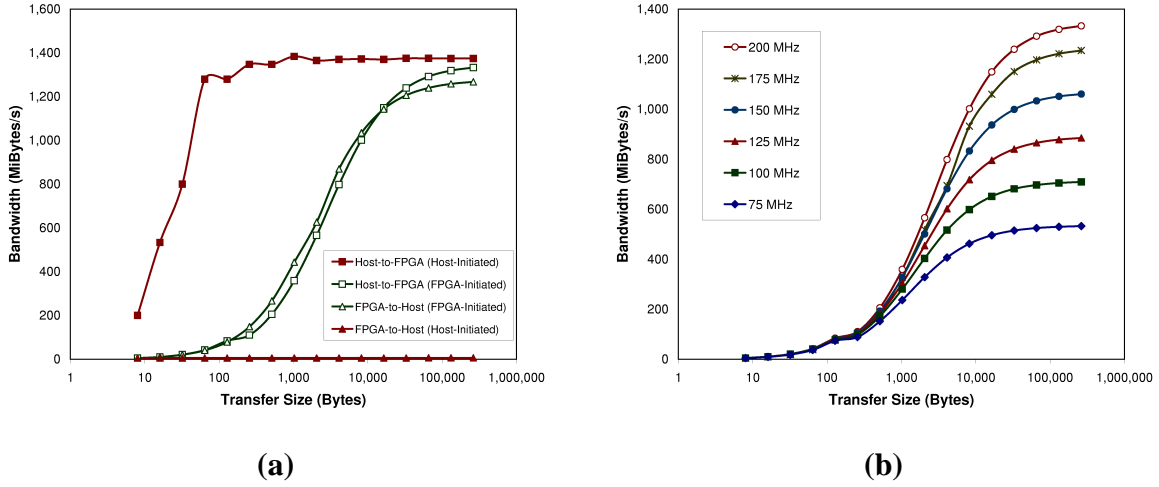 1,600
1,400
1,200
1,000
800
600
400
200
0
Bandwidth (MiBytes/s)
Host-to-FPGA (Host-Initiated)
Host-to-FPGA (FPGA-Initiated)
FPGA-to-Host (FPGA-Initiated)
FPGA-to-Host (Host-Initiated)
1 10 100 1,000 10,000 100,000 1,000,000
Transfer Size (Bytes)
(a)
1,400
1,200
1,000
800
600
400
200
0
Bandwidth (MiBytes/s)
200 MHz
175 MHz
150 MHz
125 MHz
100 MHz
75 MHz
1 10 100 1,000 10,000 100,000 1,000,000
Transfer Size (Bytes)
(b)